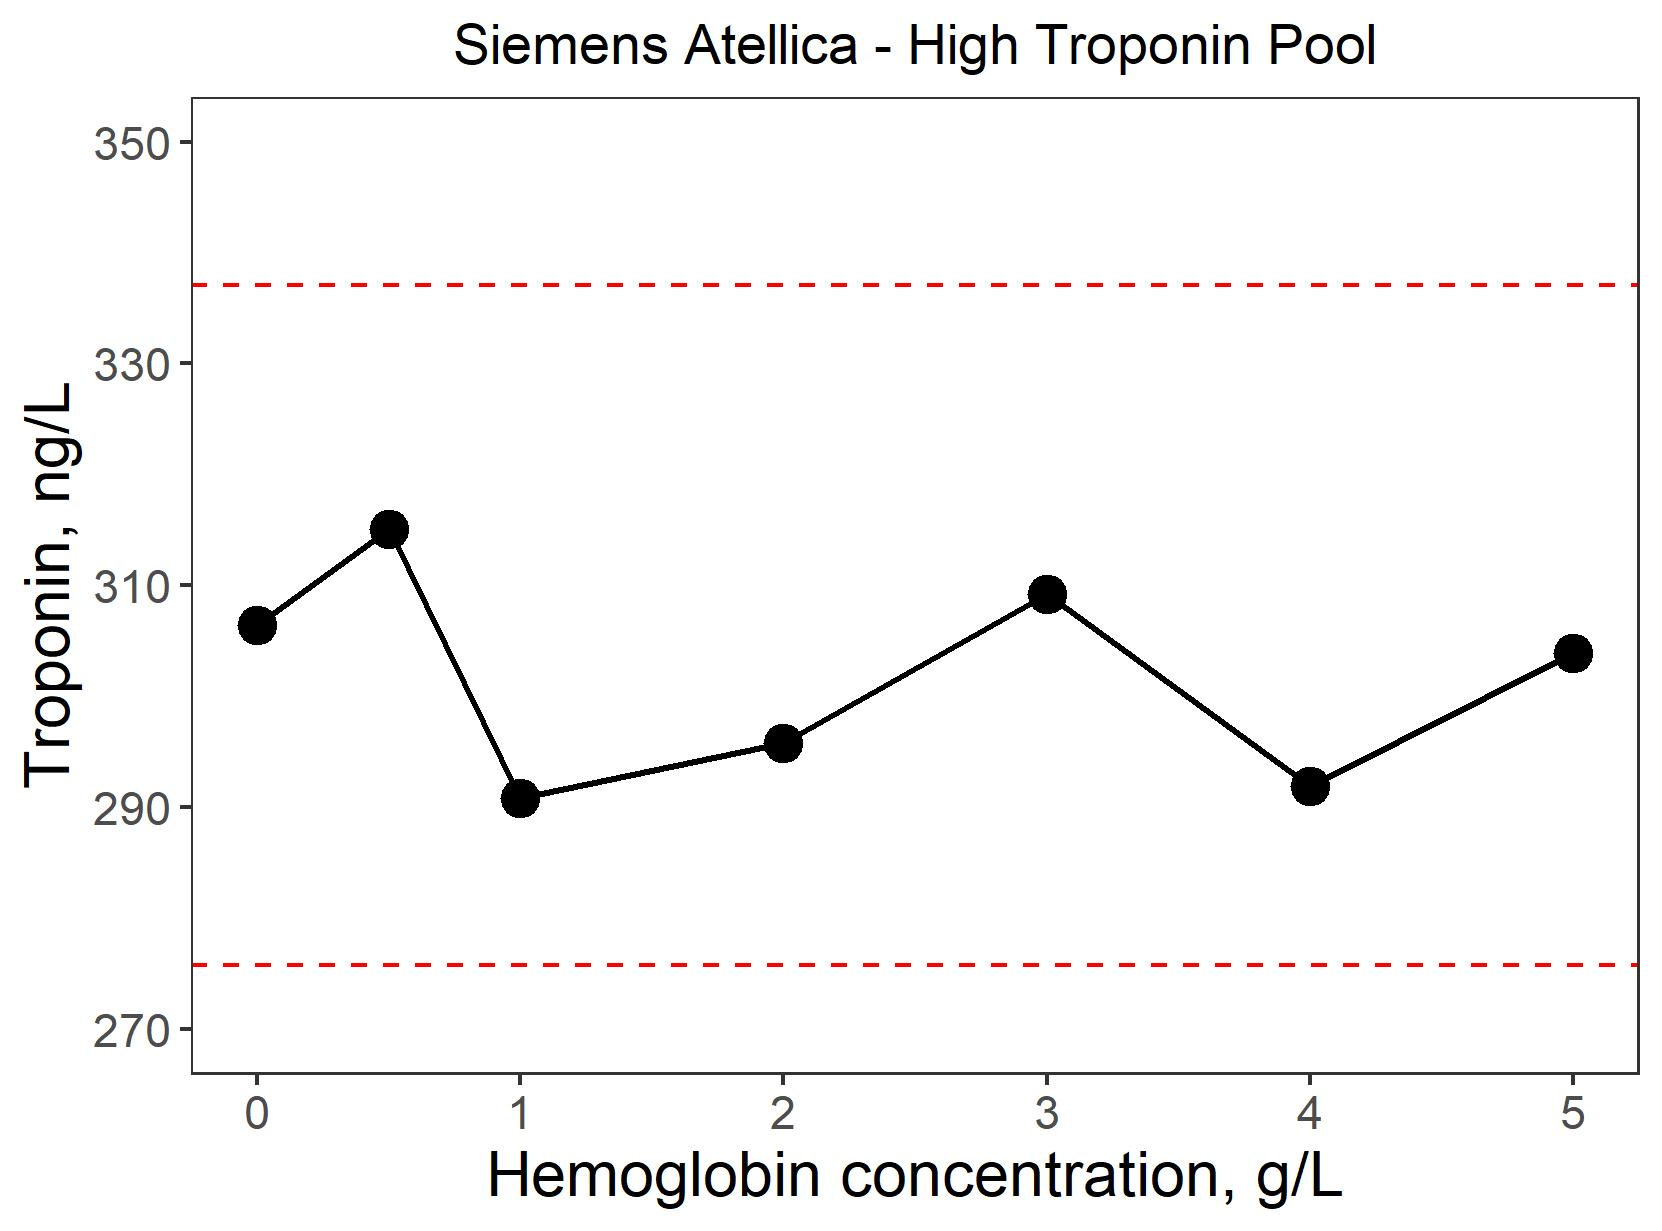 Siemens Atellica - High Troponin Pool
350
330
310
290
270
Troponin, ng/L
0 1 2 3 4 5
Hemoglobin concentration, g/L